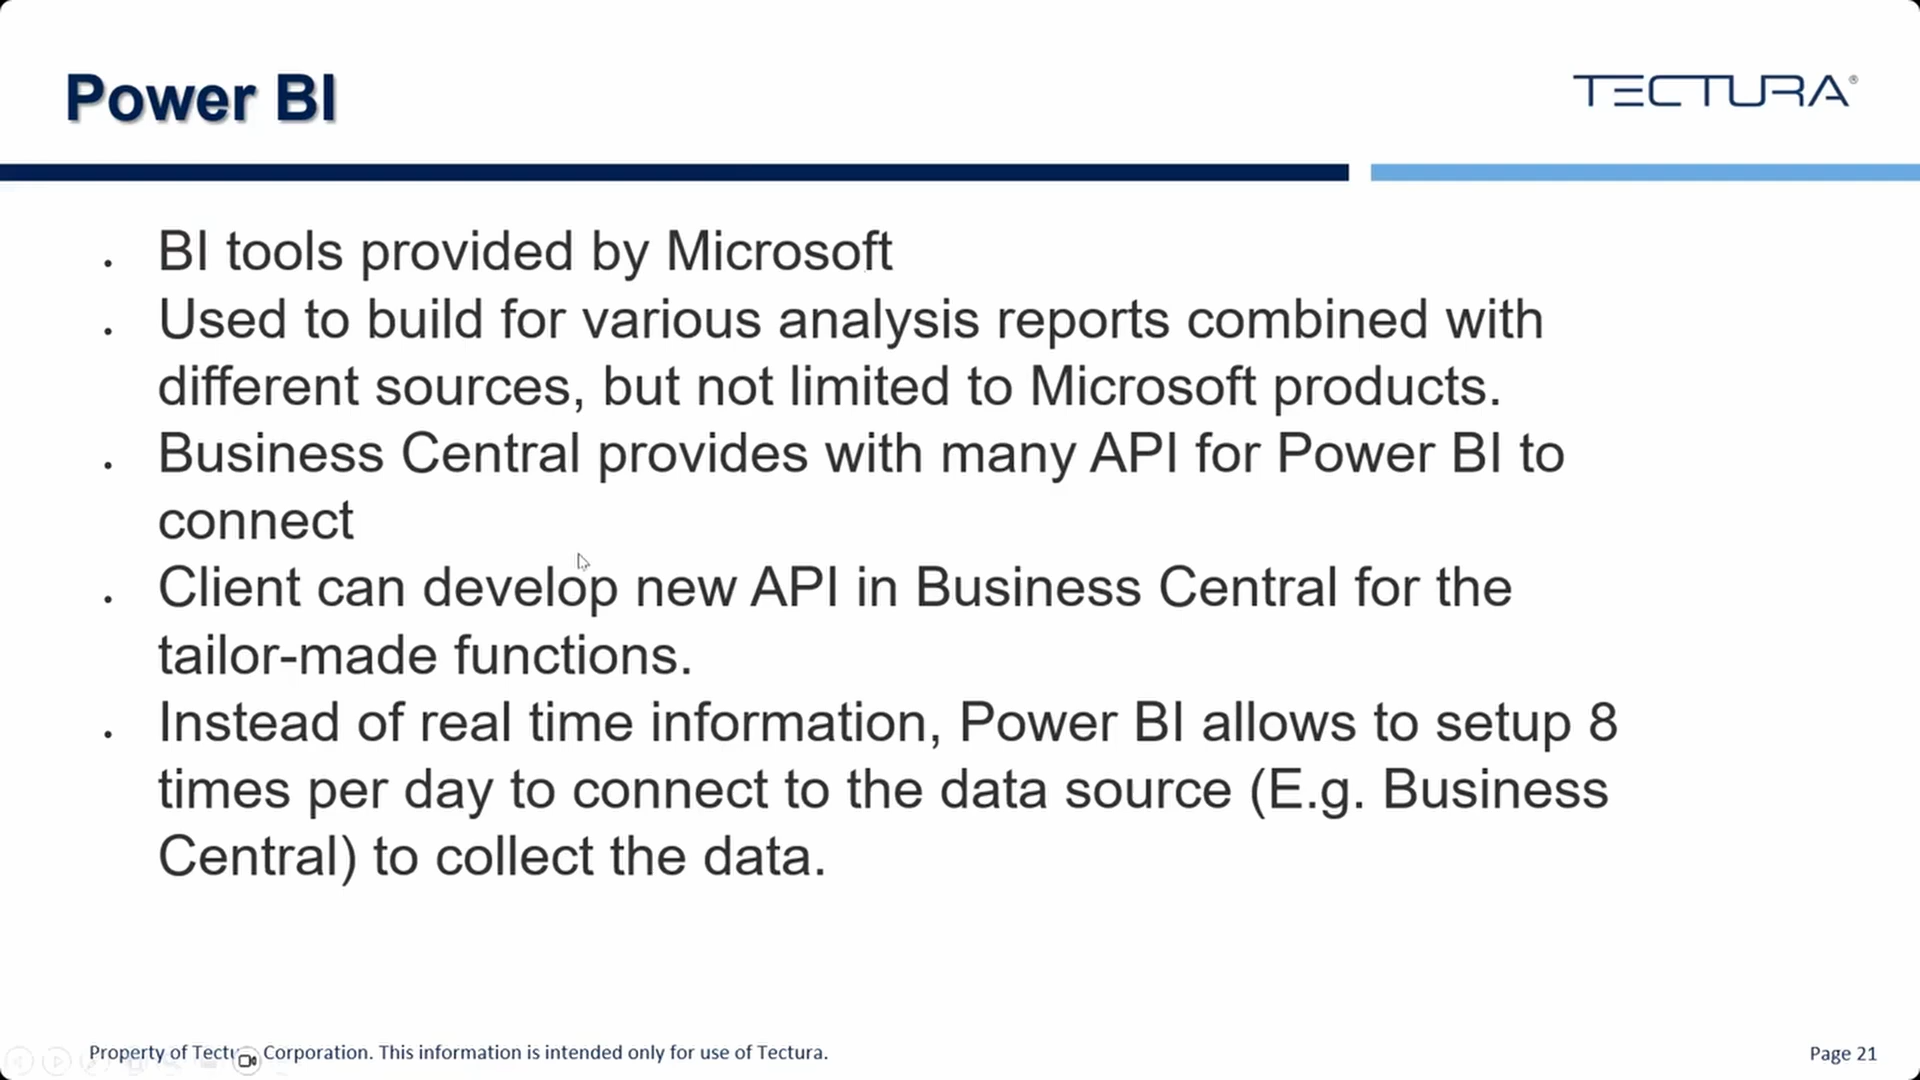 Power BI
TECTURA®
BI tools provided by Microsoft
Used to build for various analysis reports combined with
different sources, but not limited to Microsoft products.
Business Central provides with many API for Power BI to
connect
Client can develop new API in Business Central for the
tailor-made functions.
Instead of real time information, Power BI allows to setup 8
times per day to connect to the data source (E.g. Business
Central) to collect the data.
Property of Tectu Corporation. This information is intended only for use of Tectura.
Page 21